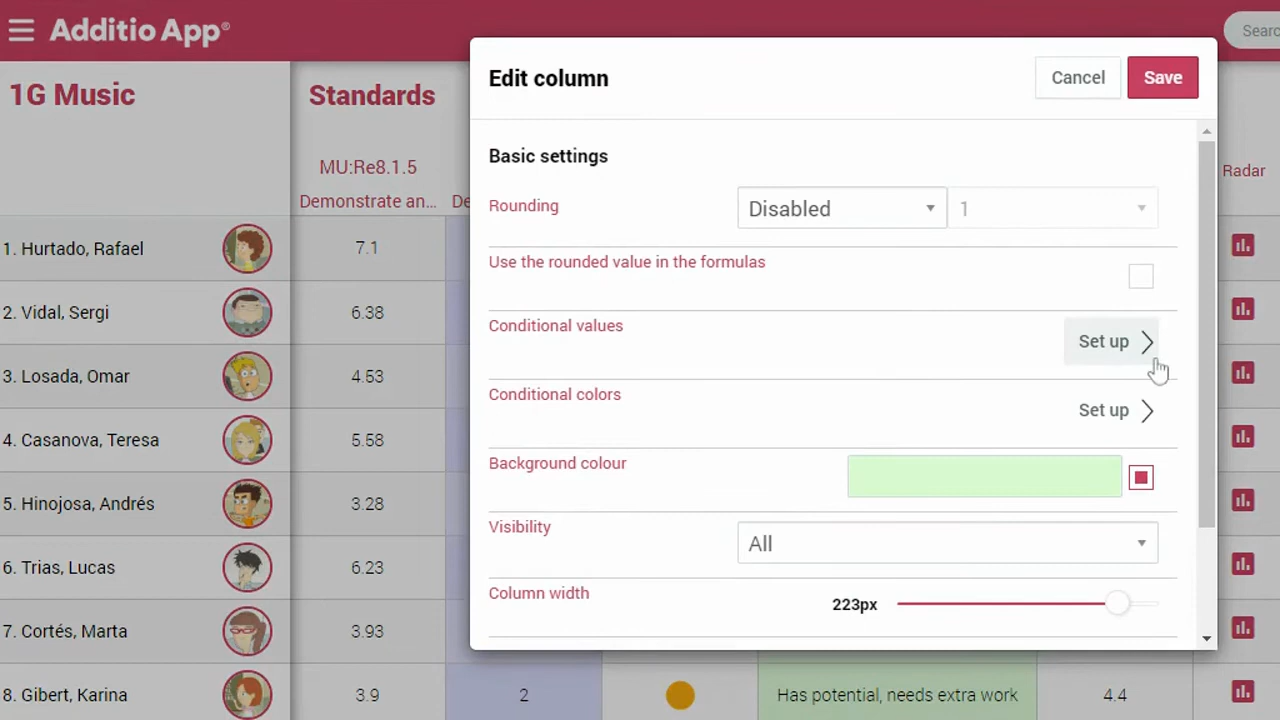 Additio App®
Searc
1G Music
Standards
MU:Re8.1.5
Demonstrate an...
De
Edit column
Cancel
Save
Basic settings
Rounding
Disabled
1
Use the rounded value in the formulas
Conditional values
Set up
Conditional colors
Set up
Background colour
Visibility
All
Column width
223px
Radar
1. Hurtado, Rafael
7.1
2. Vidal, Sergi
6.38
3. Losada, Omar
4.53
4. Casanova, Teresa
5.58
5. Hinojosa, Andrés
3.28
6. Trias, Lucas
6.23
7. Cortés, Marta
3.93
8. Gibert, Karina
3.9
2
Has potential, needs extra work
4.4